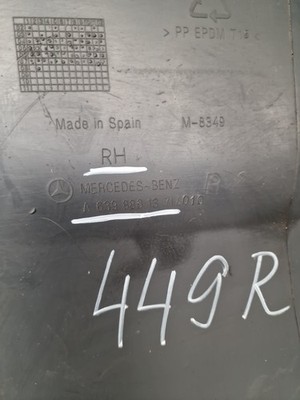 > PP EPDM T
Made in Spain M-8349
RH
MERCEDES-BENZ
449R